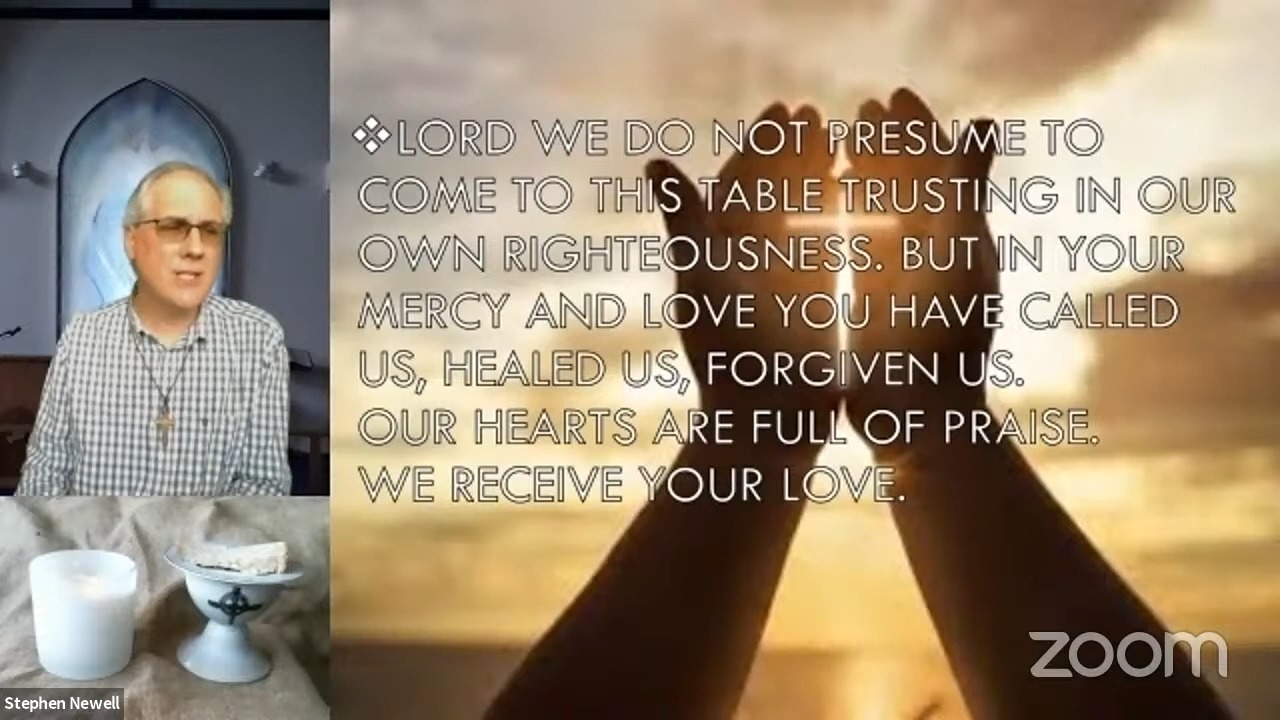 ❖LORD WE DO NOT PRESUME TO
COME TO THIS TABLE TRUSTING IN OUR
OWN RIGHTEOUSNESS. BUT IN YOUR
MERCY AND LOVE YOU HAVE CALLED
US, HEALED US, FORGIVEN US.
OUR HEARTS ARE FULL OF PRAISE.
WE RECEIVE YOUR LOVE.
zoom
Stephen Newell